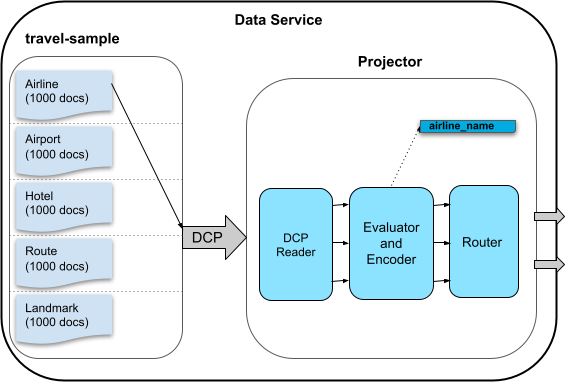 Data Service
travel-sample
Airline
(1000 docs)
Airport
(1000 docs)
Hotel
(1000 docs)
Route
(1000 docs)
Landmark
(1000 docs)
DCP
Projector
airline_name
DCP
Reader
Evaluator
and
Encoder
Router